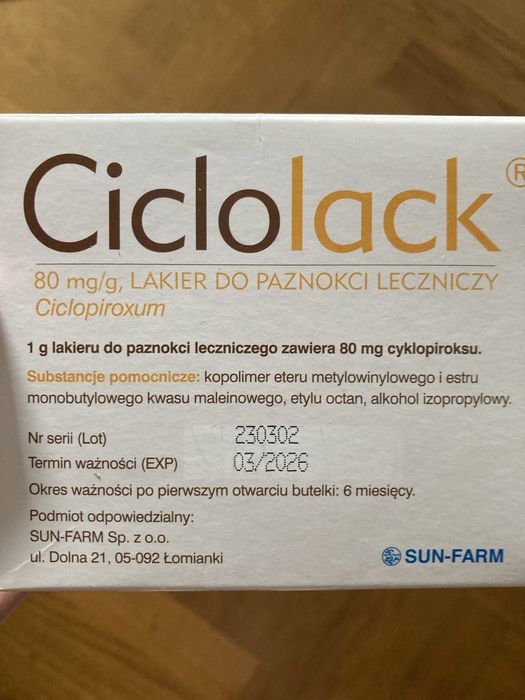 Ciclolack®
80 mg/g, LAKIER DO PAZNOKCI LECZNICZY
Ciclopiroxum
1 g lakieru do paznokci leczniczego zawiera 80 mg cyklopiroksu.
Substancje pomocnicze: kopolimer eteru metylowinylowego i estru
monobutylowego kwasu maleinowego, etylu octan, alkohol izopropylowy.
Nr serii (Lot) 230302
Termin ważności (EXP) 03/2026
Okres ważności po pierwszym otwarciu butelki: 6 miesięcy.
Podmiot odpowiedzialny:
SUN-FARM Sp. z o.o.
ul. Dolna 21, 05-092 Łomianki
SUN-FARM